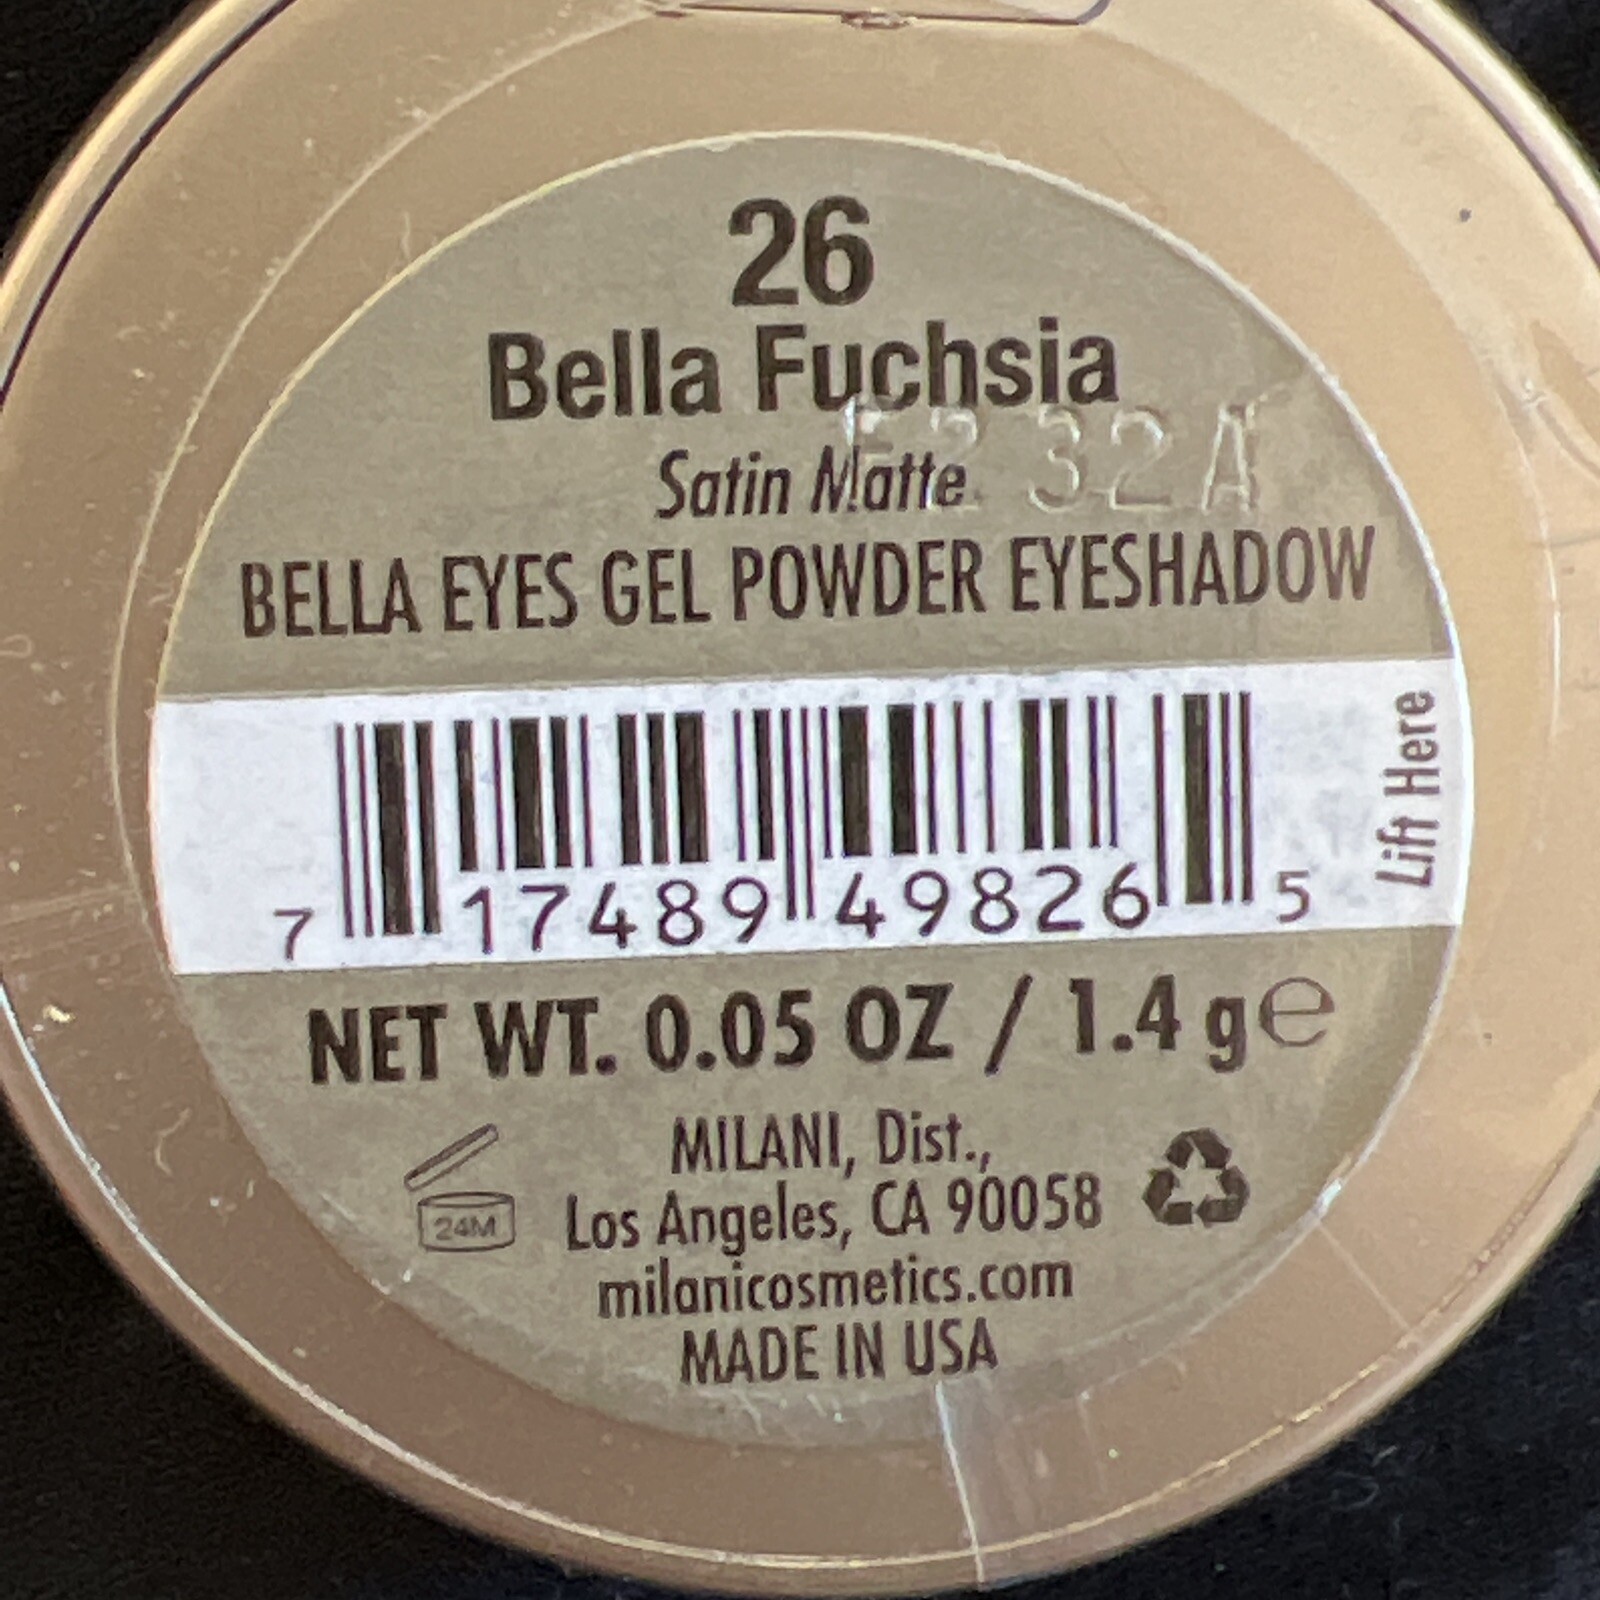 26
Bella Fuchsia
Satin Matte
BELLA EYES GEL POWDER EYESHADOW
Lift Here
7 17489 49826 5
NET WT. 0.05 OZ / 1.4 g e
24M
MILANI, Dist.,
Los Angeles, CA 90058
milanicosmetics.com
MADE IN USA